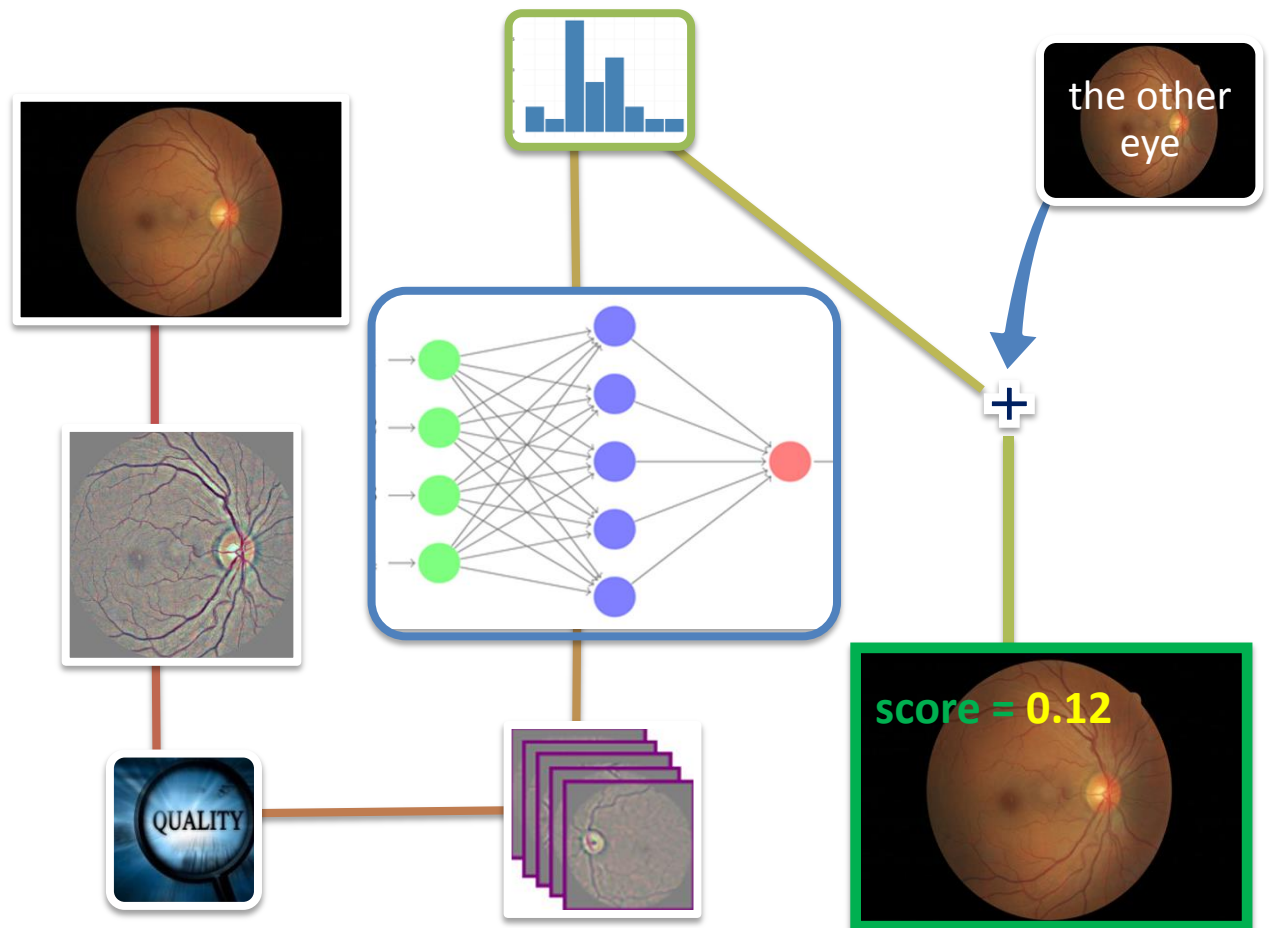 the other
eye
+
QUALITY
score = 0.12